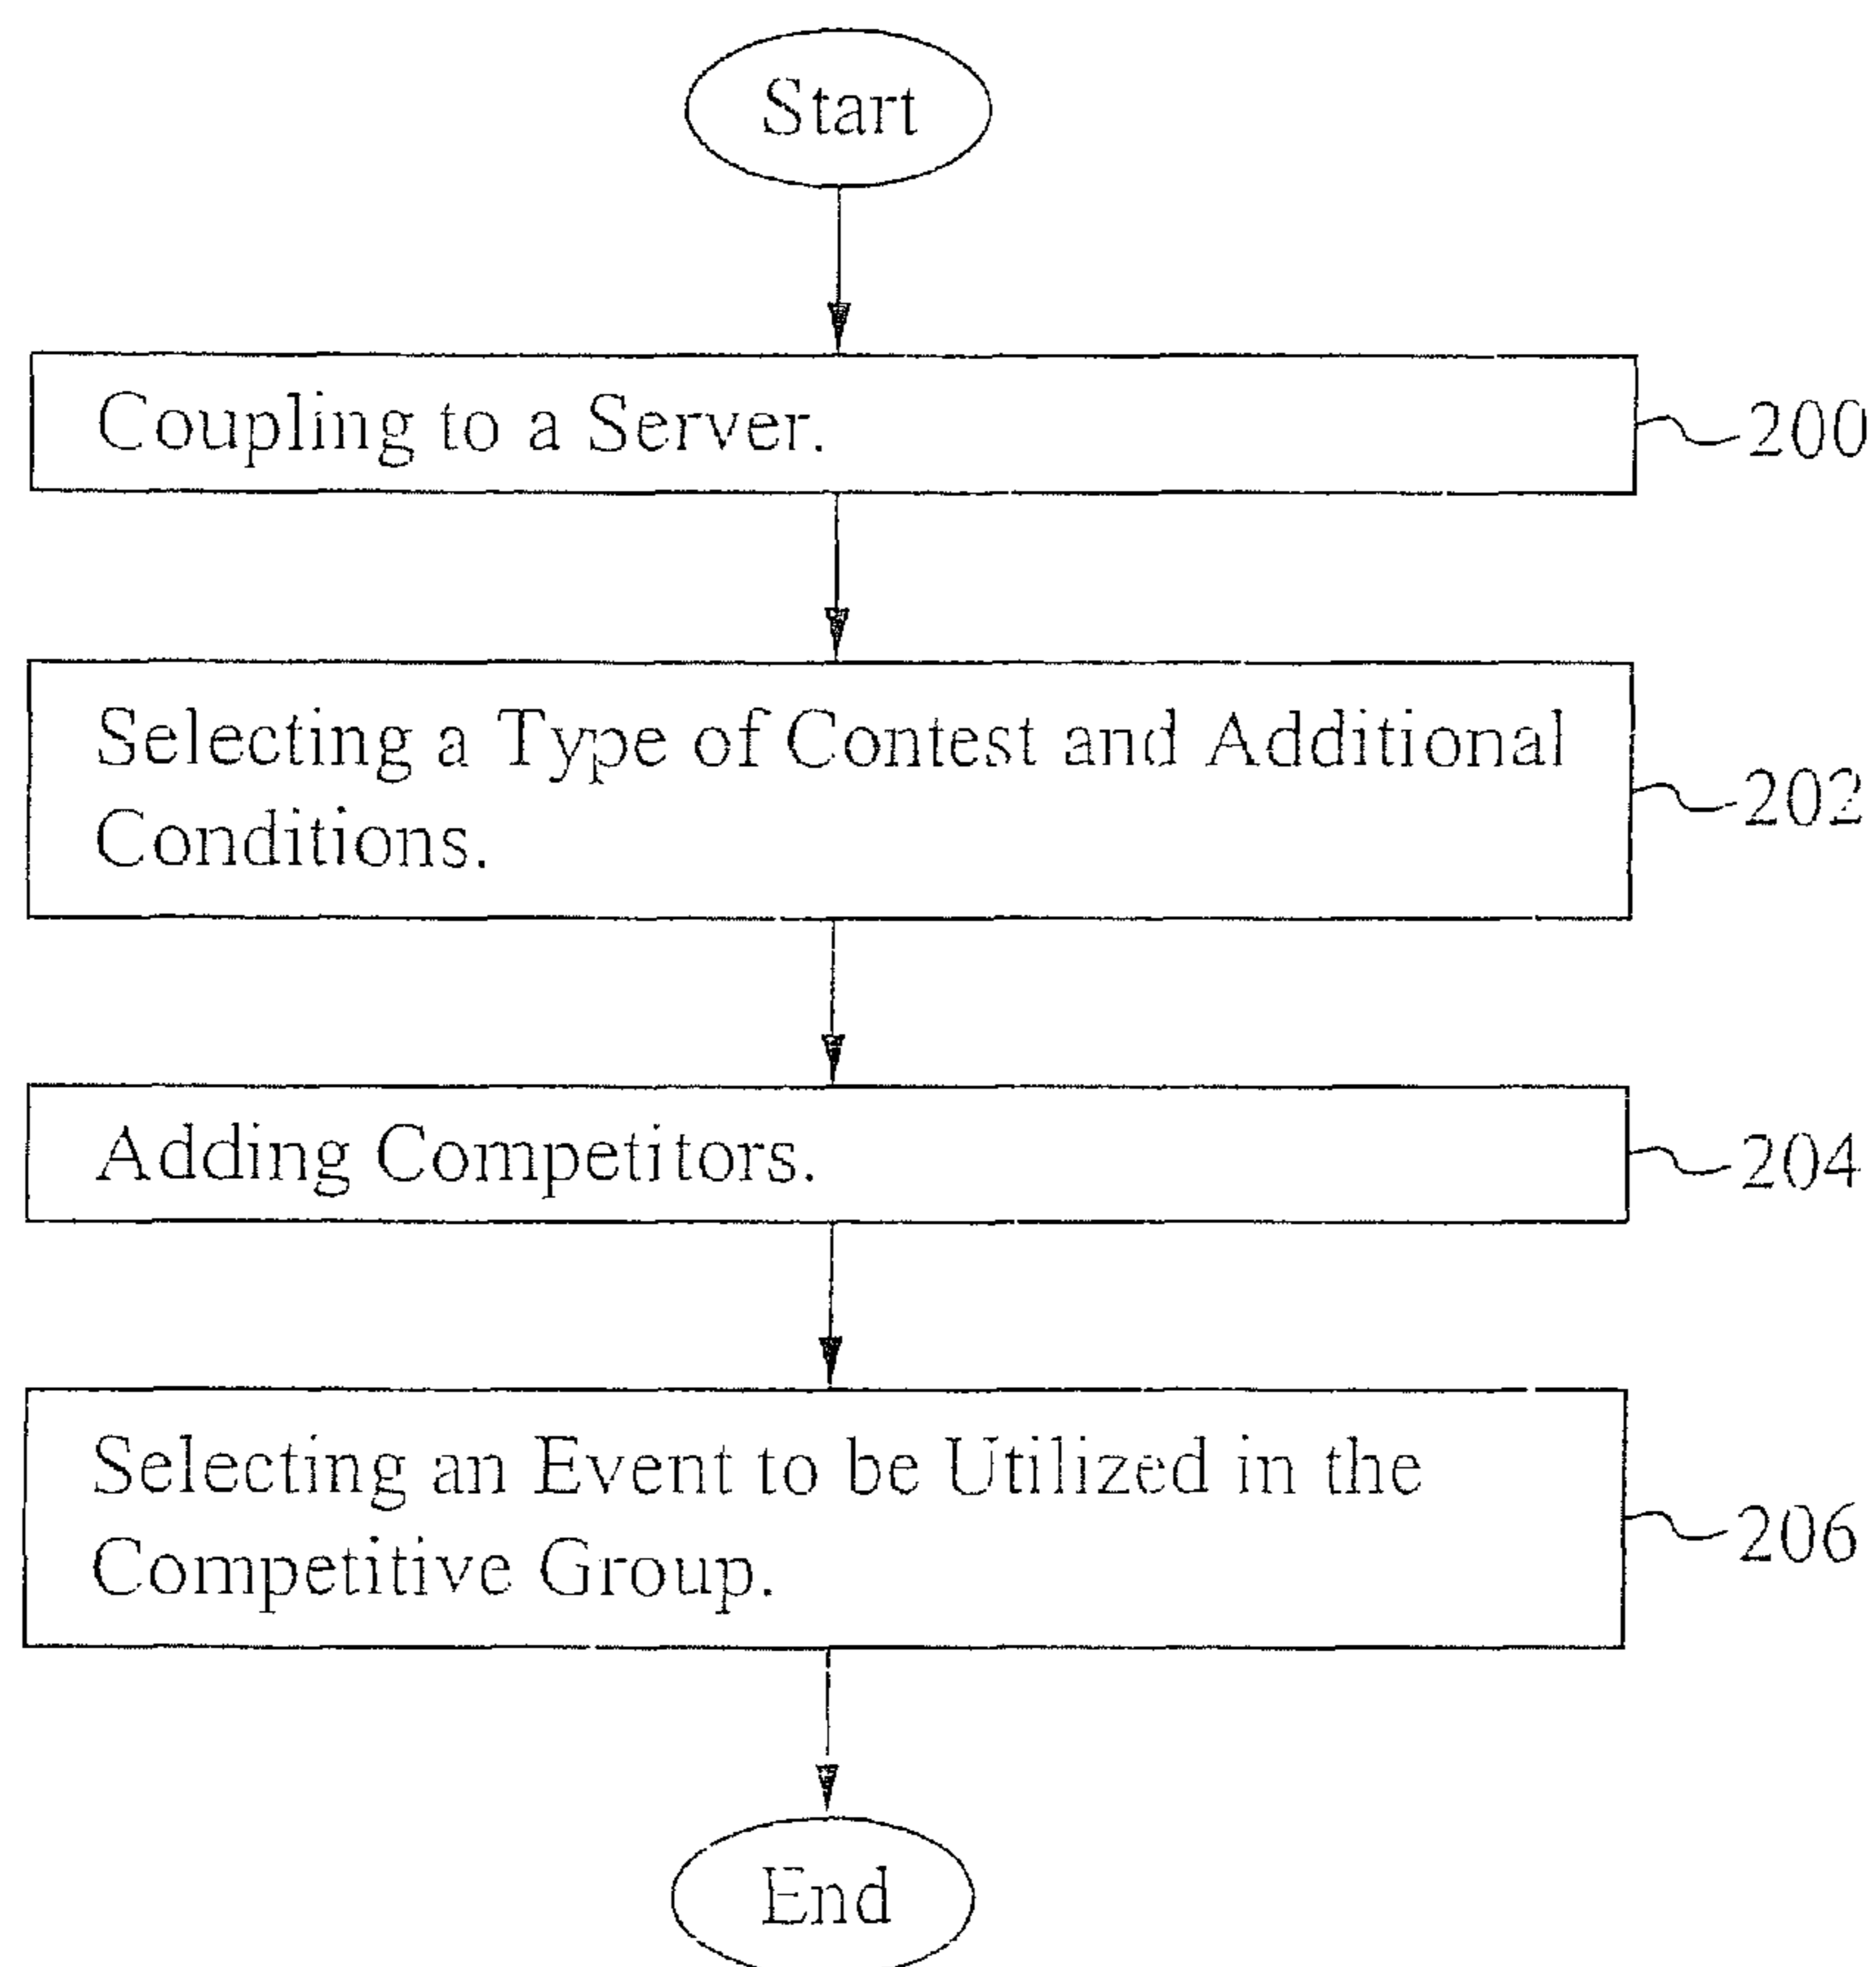 Start
Coupling to a Server.
200
Selecting a Type of Contest and Additional
Conditions.
202
Adding Competitors.
204
Selecting an Event to be Utilized in the
Competitive Group.
206
End